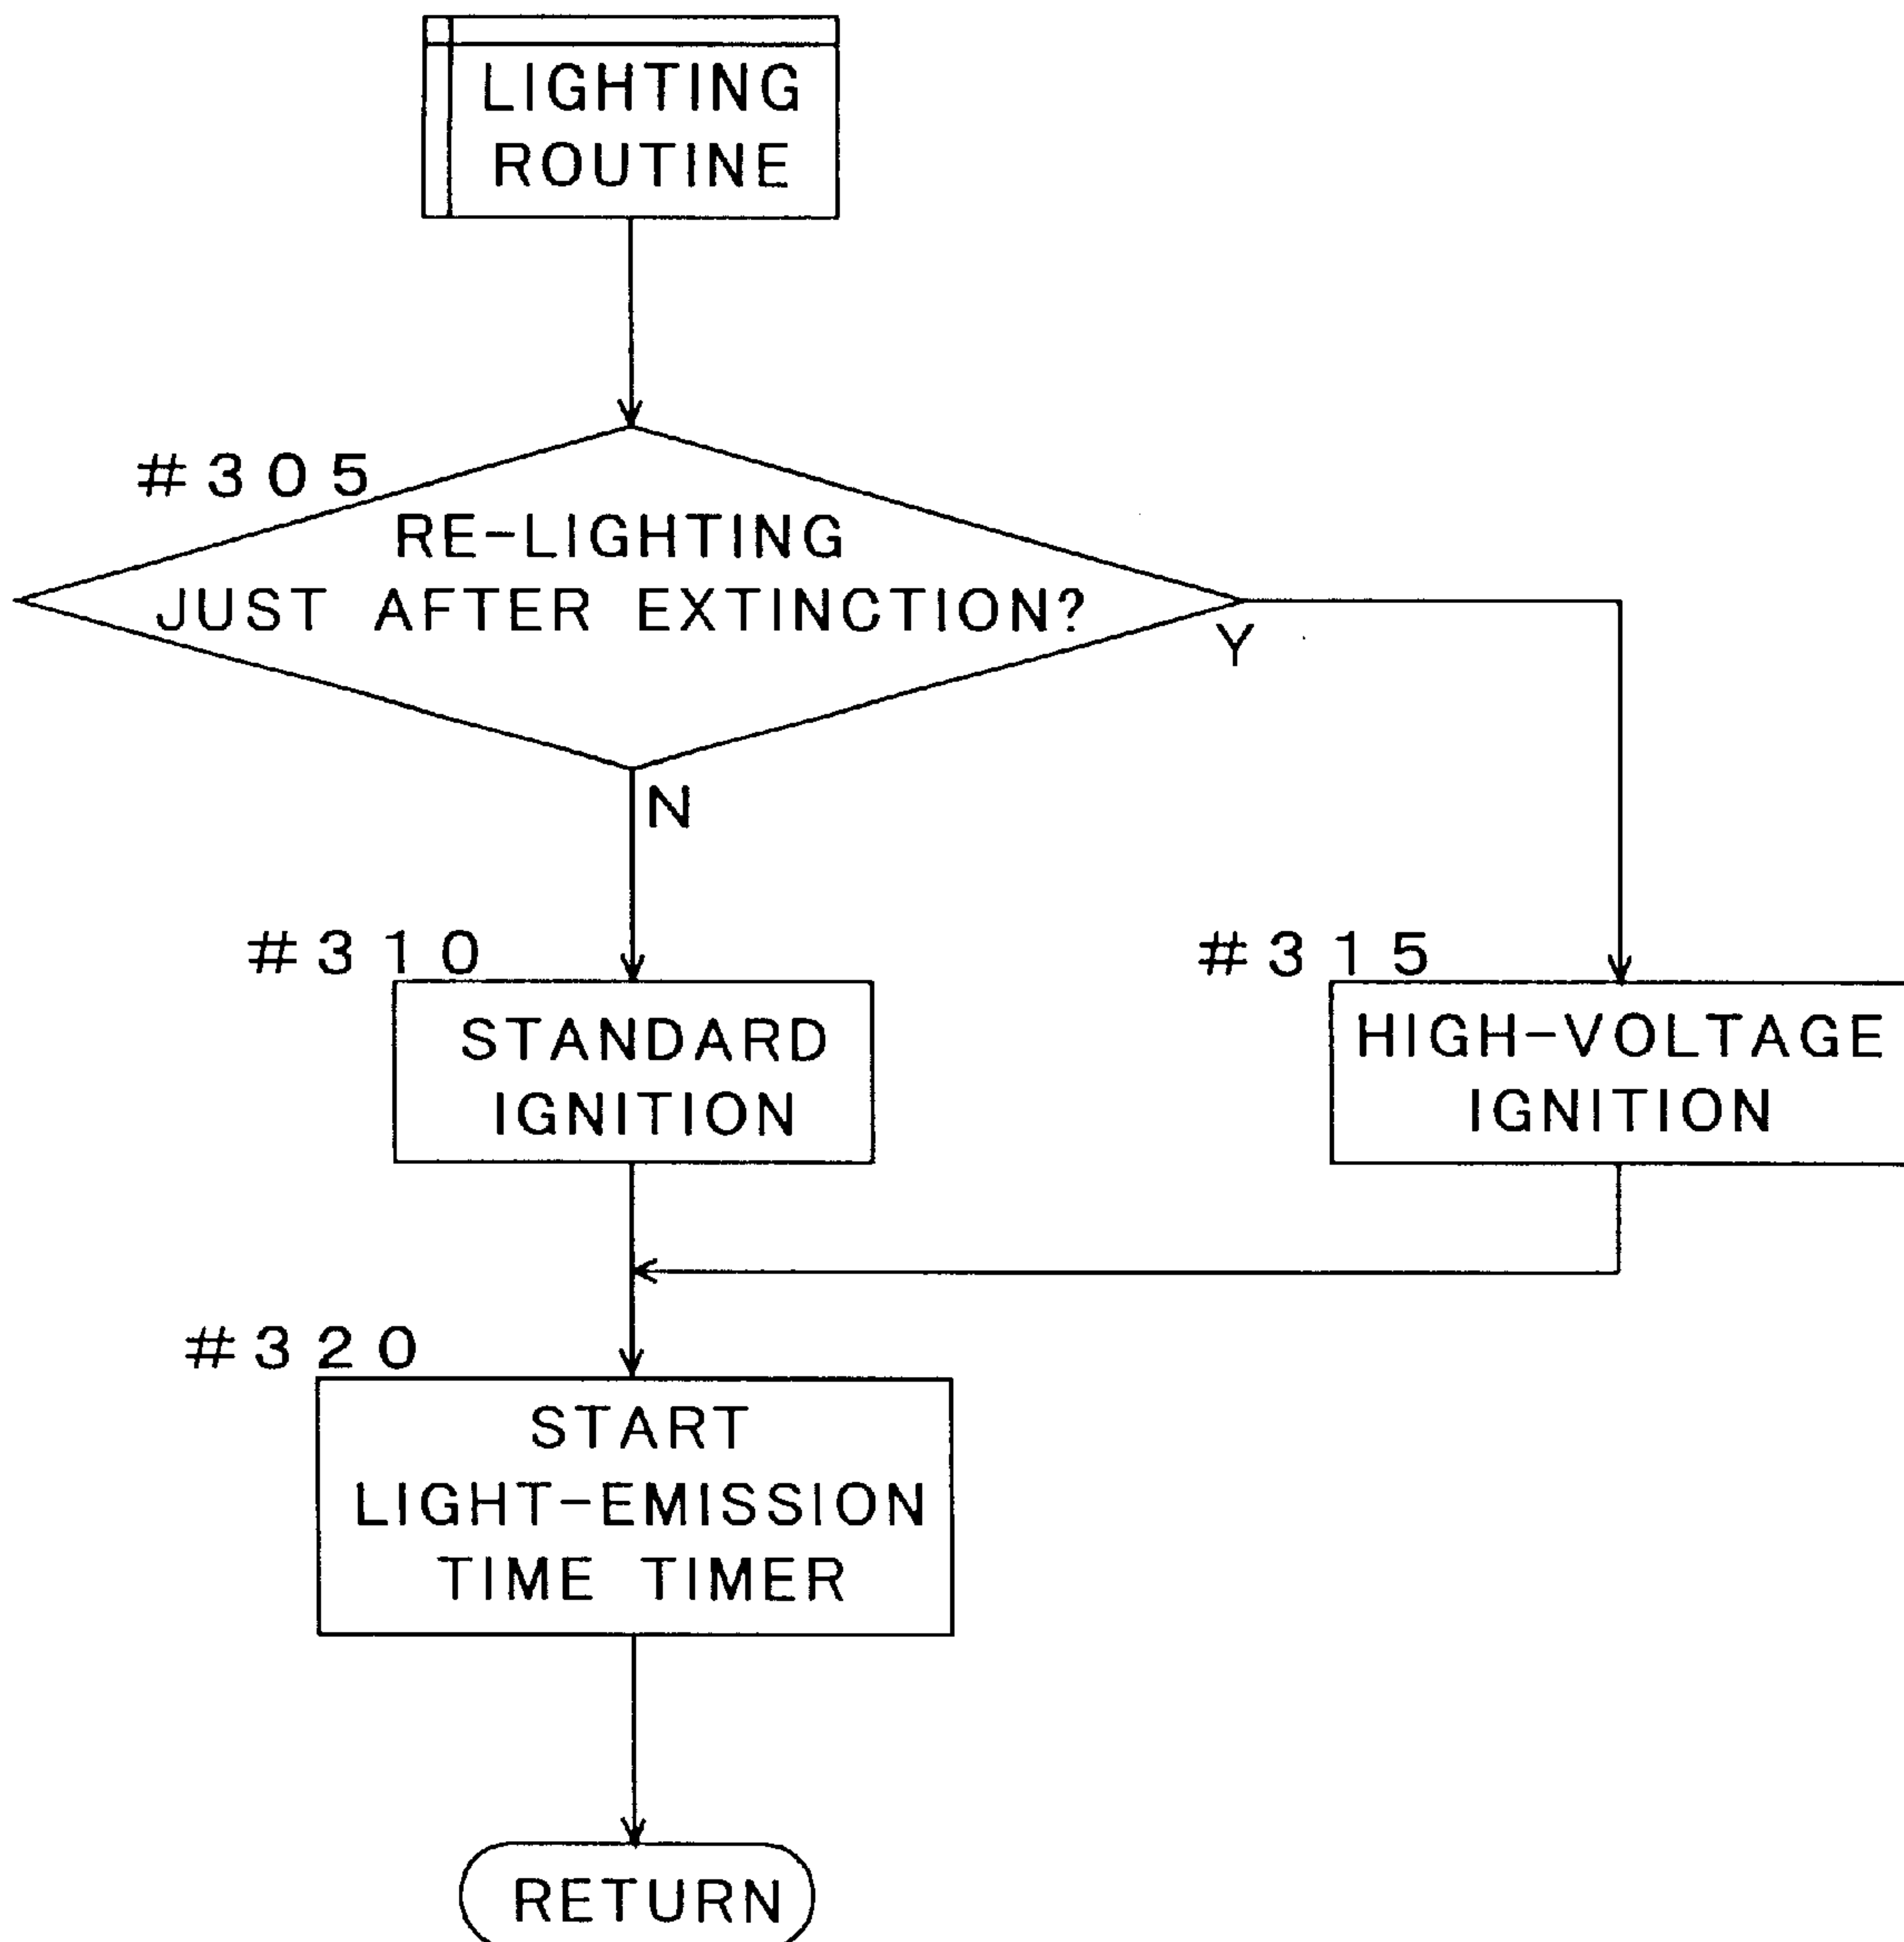 LIGHTING
ROUTINE
#305
RE-LIGHTING
JUST AFTER EXTINCTION?
Y
N
#310
STANDARD
IGNITION
#315
HIGH-VOLTAGE
IGNITION
#320
START
LIGHT-EMISSION
TIME TIMER
RETURN